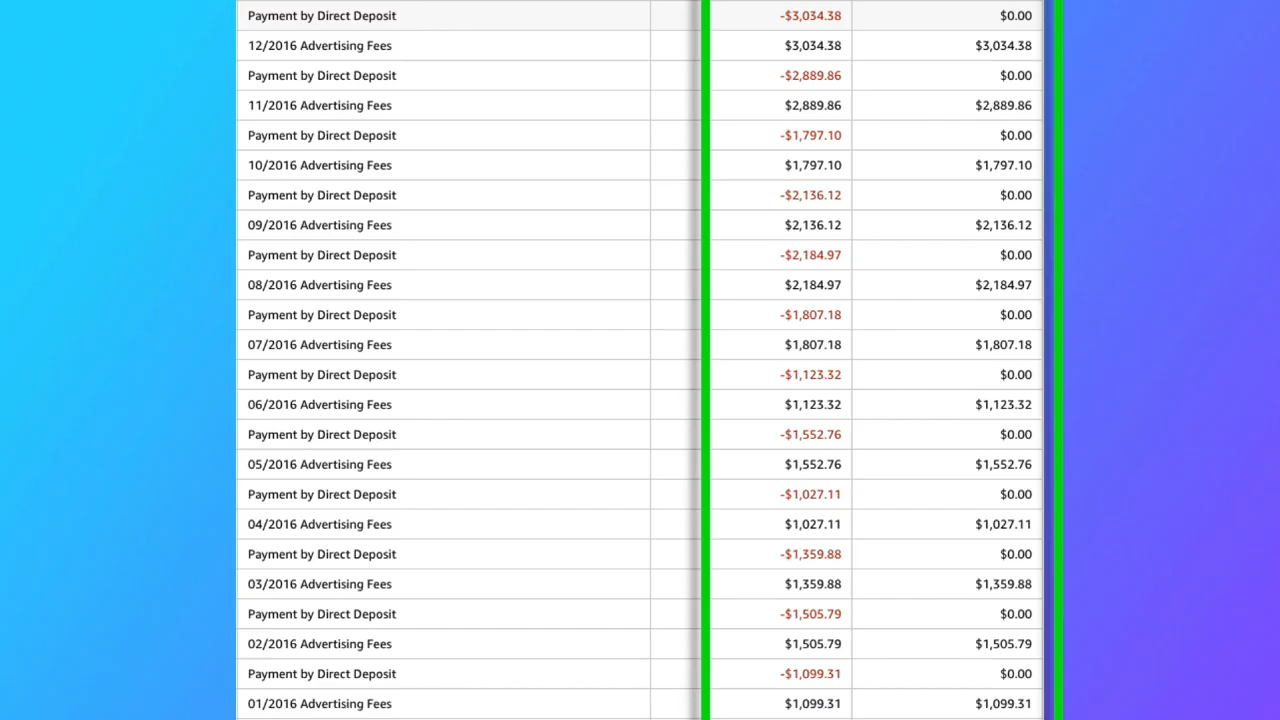 Payment by Direct Deposit -$3,034.38 $0.00
12/2016 Advertising Fees $3,034.38 $3,034.38
Payment by Direct Deposit -$2,889.86 $0.00
11/2016 Advertising Fees $2,889.86 $2,889.86
Payment by Direct Deposit -$1,797.10 $0.00
10/2016 Advertising Fees $1,797.10 $1,797.10
Payment by Direct Deposit -$2,136.12 $0.00
09/2016 Advertising Fees $2,136.12 $2,136.12
Payment by Direct Deposit -$2,184.97 $0.00
08/2016 Advertising Fees $2,184.97 $2,184.97
Payment by Direct Deposit -$1,807.18 $0.00
07/2016 Advertising Fees $1,807.18 $1,807.18
Payment by Direct Deposit -$1,123.32 $0.00
06/2016 Advertising Fees $1,123.32 $1,123.32
Payment by Direct Deposit -$1,552.76 $0.00
05/2016 Advertising Fees $1,552.76 $1,552.76
Payment by Direct Deposit -$1,027.11 $0.00
04/2016 Advertising Fees $1,027.11 $1,027.11
Payment by Direct Deposit -$1,359.88 $0.00
03/2016 Advertising Fees $1,359.88 $1,359.88
Payment by Direct Deposit -$1,505.79 $0.00
02/2016 Advertising Fees $1,505.79 $1,505.79
Payment by Direct Deposit -$1,099.31 $0.00
01/2016 Advertising Fees $1,099.31 $1,099.31